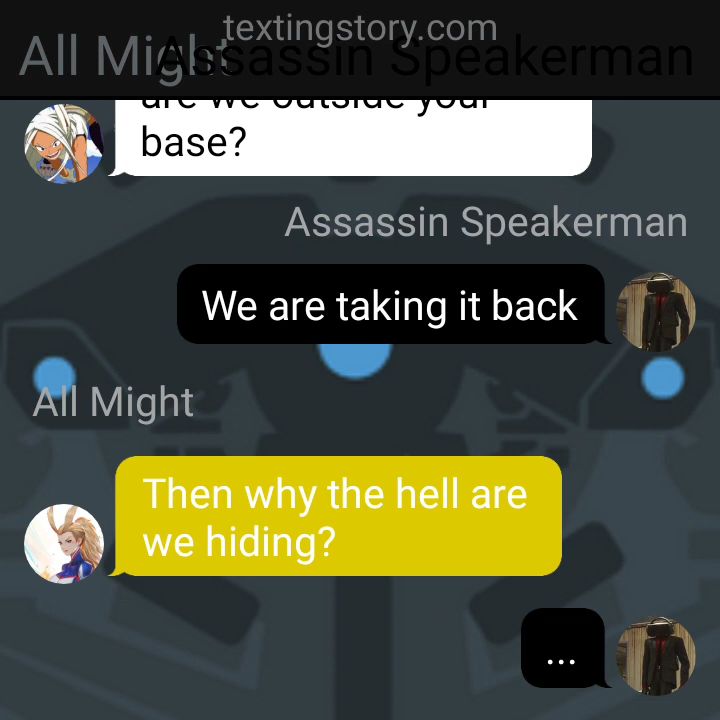 textingstory.com
All Might
Assassin Speakerman
are we outside your
base?
Assassin Speakerman
We are taking it back
All Might
Then why the hell are
we hiding?
...